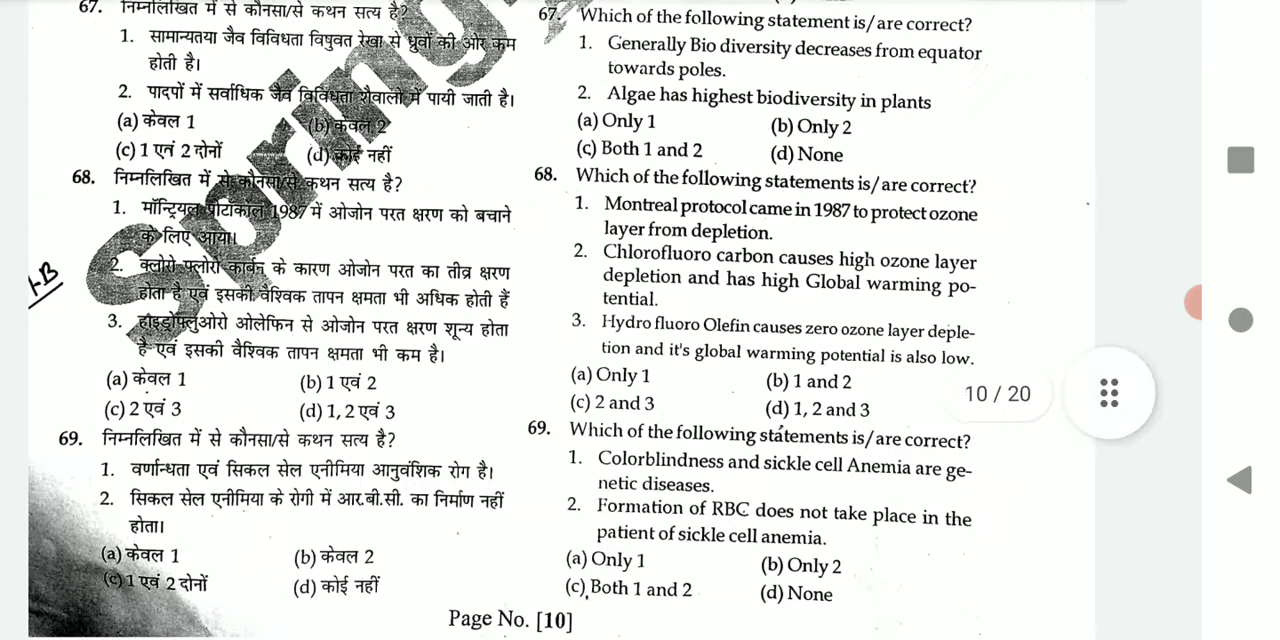 67. निम्नलिखित में से कौनसा/से कथन सत्य है?
1. सामान्यतया जैव विविधता विषुवत रेखा से ध्रुवों की ओर कम
होती है।
2. पादपों में सर्वाधिक जैव विविधता शैवालों में पायी जाती है।
(a) केवल 1 (b) केवल 2
(c) 1 एवं 2 दोनों (d) कोई नहीं
68. निम्नलिखित में से कौनसा/से कथन सत्य है?
1. मॉन्ट्रियल प्रोटोकॉल 1987 में ओजोन परत क्षरण को बचाने
के लिए आया।
2. क्लोरो फ्लोरो कार्बन के कारण ओजोन परत का तीव्र क्षरण
होता है एवं इसकी वैश्विक तापन क्षमता भी अधिक होती हैं
3. हाइड्रोफ्लुओरो ओलेफिन से ओजोन परत क्षरण शून्य होता
है एवं इसकी वैश्विक तापन क्षमता भी कम है।
(a) केवल 1 (b) 1 एवं 2
(c) 2 एवं 3 (d) 1, 2 एवं 3
69. निम्नलिखित में से कौनसा/से कथन सत्य है?
1. वर्णान्धता एवं सिकल सेल एनीमिया आनुवंशिक रोग है।
2. सिकल सेल एनीमिया के रोगी में आर.बी.सी. का निर्माण नहीं
होता।
(a) केवल 1 (b) केवल 2
(c) 1 एवं 2 दोनों (d) कोई नहीं
67. Which of the following statement is/are correct?
1. Generally Bio diversity decreases from equator
towards poles.
2. Algae has highest biodiversity in plants
(a) Only 1 (b) Only 2
(c) Both 1 and 2 (d) None
68. Which of the following statements is/are correct?
1. Montreal protocol came in 1987 to protect ozone
layer from depletion.
2. Chlorofluoro carbon causes high ozone layer
depletion and has high Global warming po-
tential.
3. Hydro fluoro Olefin causes zero ozone layer deple-
tion and it's global warming potential is also low.
(a) Only 1 (b) 1 and 2
(c) 2 and 3 (d) 1, 2 and 3
69. Which of the following statements is/are correct?
1. Colorblindness and sickle cell Anemia are ge-
netic diseases.
2. Formation of RBC does not take place in the
patient of sickle cell anemia.
(a) Only 1 (b) Only 2
(c) Both 1 and 2 (d) None
Page No. [10]
10 / 20
Spring